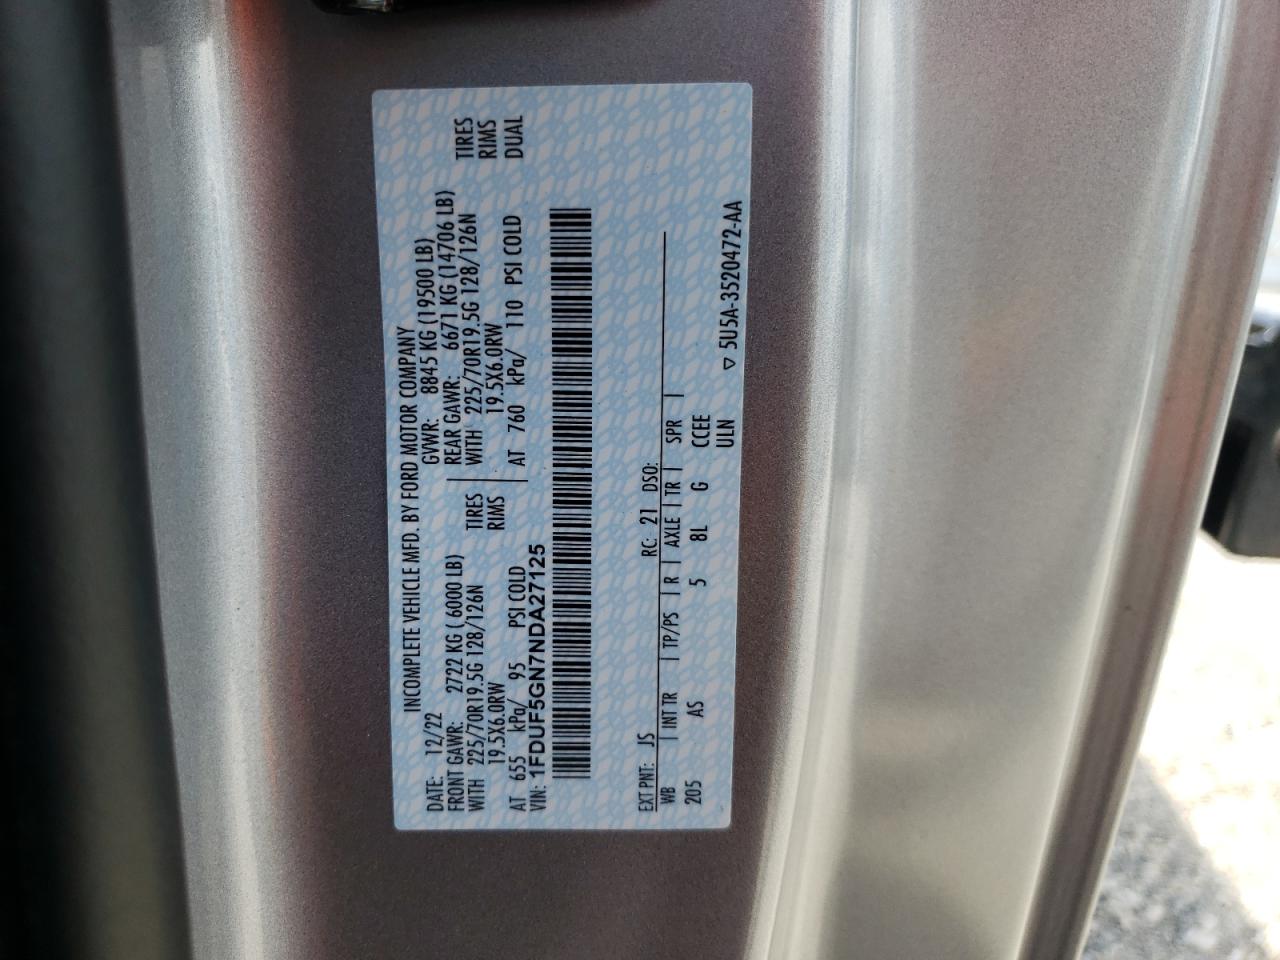 INCOMPLETE VEHICLE MFD. BY FORD MOTOR COMPANY
DATE: 12/22 GVWR: 8845 KG (19500 LB)
FRONT GAWR: 2722 KG ( 6000 LB) REAR GAWR: 6671 KG (14706 LB)
WITH 225/70R19.5G 128/126N TIRES WITH 225/70R19.5G 128/126N TIRES
19.5X6.0RW RIMS 19.5X6.0RW RIMS
AT 655 kPa/ 95 PSI COLD AT 760 kPa/ 110 PSI COLD DUAL
VIN: 1FDUF5GN7NDA27125
EXT PNT: JS RC: 21 DSO:
WB | INT TR | TP/PS | R | AXLE | TR | SPR |
205 AS 5 8L G CCEE
ULN ▽ 5U5A-3520472-AA